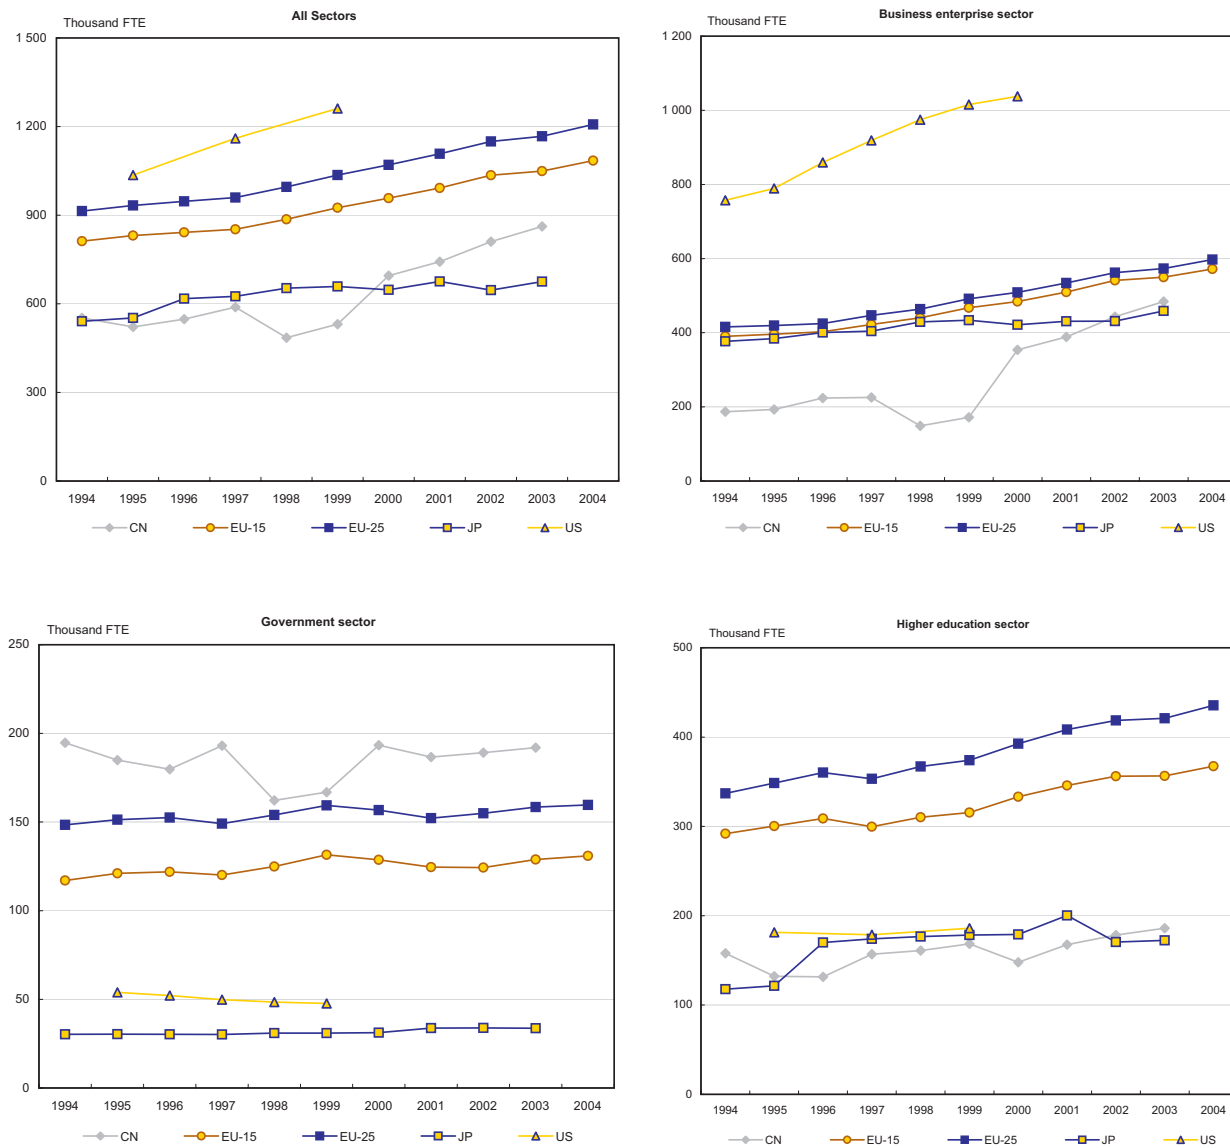 All Sectors
Thousand FTE
1 500
1 200
900
600
300
0
1994 1995 1996 1997 1998 1999 2000 2001 2002 2003 2004
CN EU-15 EU-25 JP US
Business enterprise sector
Thousand FTE
1 200
1 000
800
600
400
200
0
1994 1995 1996 1997 1998 1999 2000 2001 2002 2003 2004
CN EU-15 EU-25 JP US
Government sector
Thousand FTE
250
200
150
100
50
0
1994 1995 1996 1997 1998 1999 2000 2001 2002 2003 2004
CN EU-15 EU-25 JP US
Higher education sector
Thousand FTE
500
400
300
200
100
0
1994 1995 1996 1997 1998 1999 2000 2001 2002 2003 2004
CN EU-15 EU-25 JP US